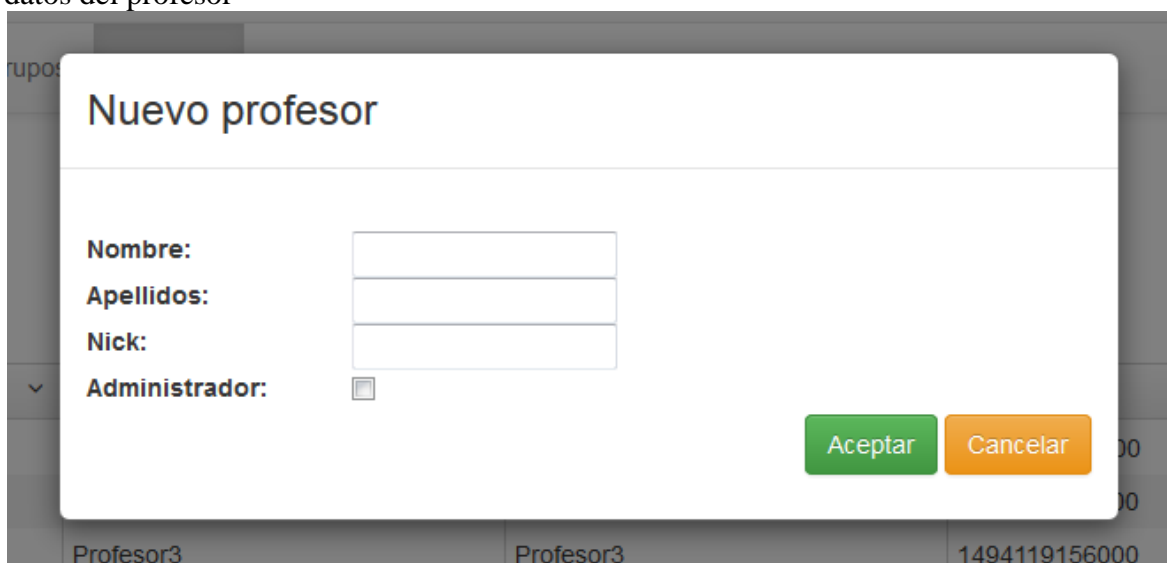 datos del profesor
rupos
Nuevo profesor
Nombre:
Apellidos:
Nick:
Administrador:
Aceptar Cancelar
00
00
Profesor3 Profesor3 1494119156000